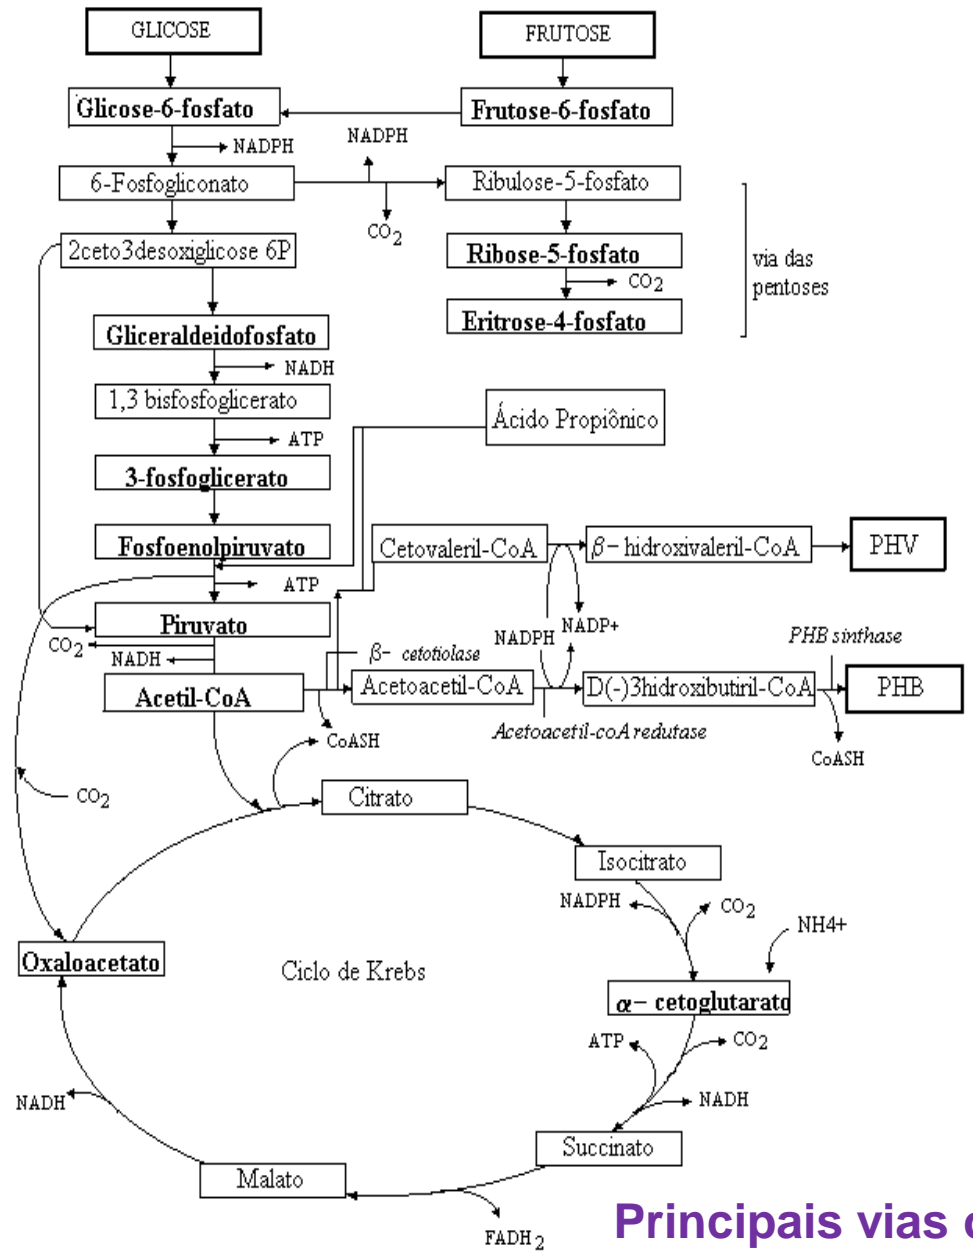 GLICOSE
FRUTOSE
Glicose-6-fosfato
Frutose-6-fosfato
NADPH
NADPH
6-Fosfogliconato
Ribulose-5-fosfato
CO2
2ceto3desoxiglicose 6P
Ribose-5-fosfato
via das
pentoses
CO2
Gliceraldeidofosfato
Eritrose-4-fosfato
NADH
1,3 bisfosfoglicerato
Ácido Propiônico
ATP
3-fosfoglicerato
Fosfoenolpiruvato
Cetovaleril-CoA
β- hidroxivaleril-CoA
PHV
ATP
Piruvato
CO2
NADH
NADPH
NADP+
PHB sinthase
β- cetotiolase
Acetil-CoA
Acetoacetil-CoA
D(-)3hidroxibutiril-CoA
PHB
Acetoacetil-coA redutase
CoASH
CoASH
CO2
Citrato
Isocitrato
NADPH
CO2
NH4+
Oxaloacetato
Ciclo de Krebs
α- cetoglutarato
ATP
CO2
NADH
NADH
Succinato
Malato
FADH2
Principais vias